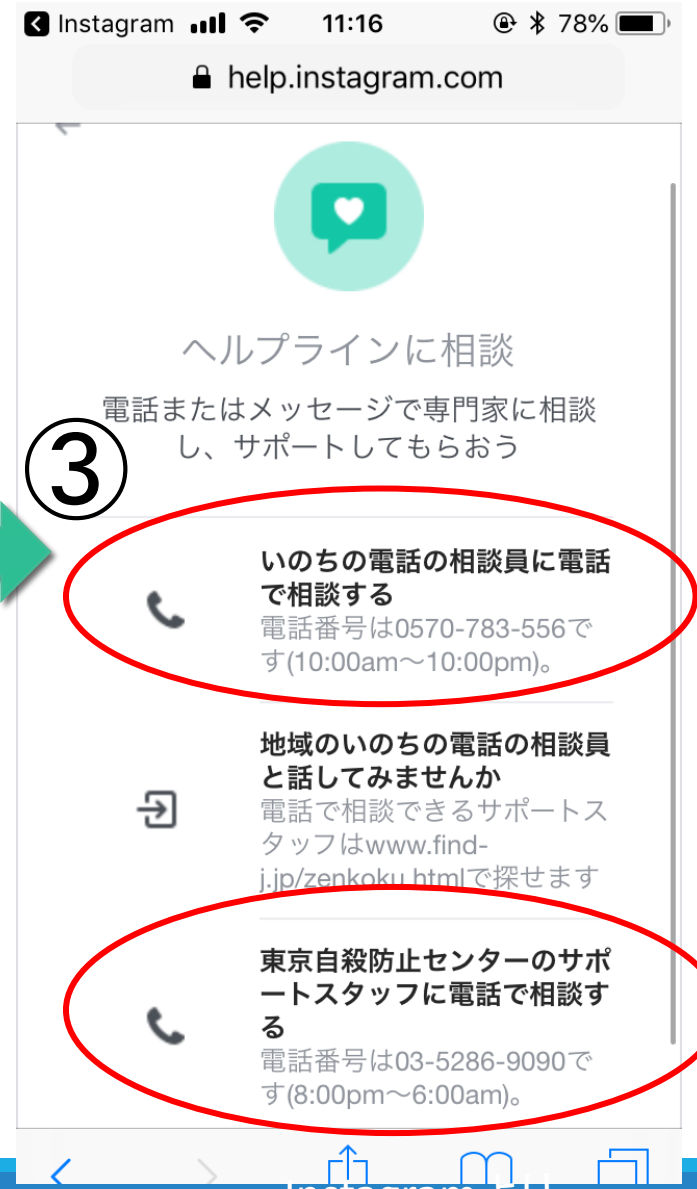 Instagram 11:16 78%
help.instagram.com
ヘルプラインに相談
電話またはメッセージで専門家に相談
し、サポートしてもらおう
③
いのちの電話の相談員に電話
で相談する
電話番号は0570-783-556で
す(10:00am〜10:00pm)。
地域のいのちの電話の相談員
と話してみませんか
電話で相談できるサポートス
タッフはwww.find-
j.jp/zenkoku.htmlで探せます
東京自殺防止センターのサポ
ートスタッフに電話で相談す
る
電話番号は03-5286-9090で
す(8:00pm〜6:00am)。
Instagram より